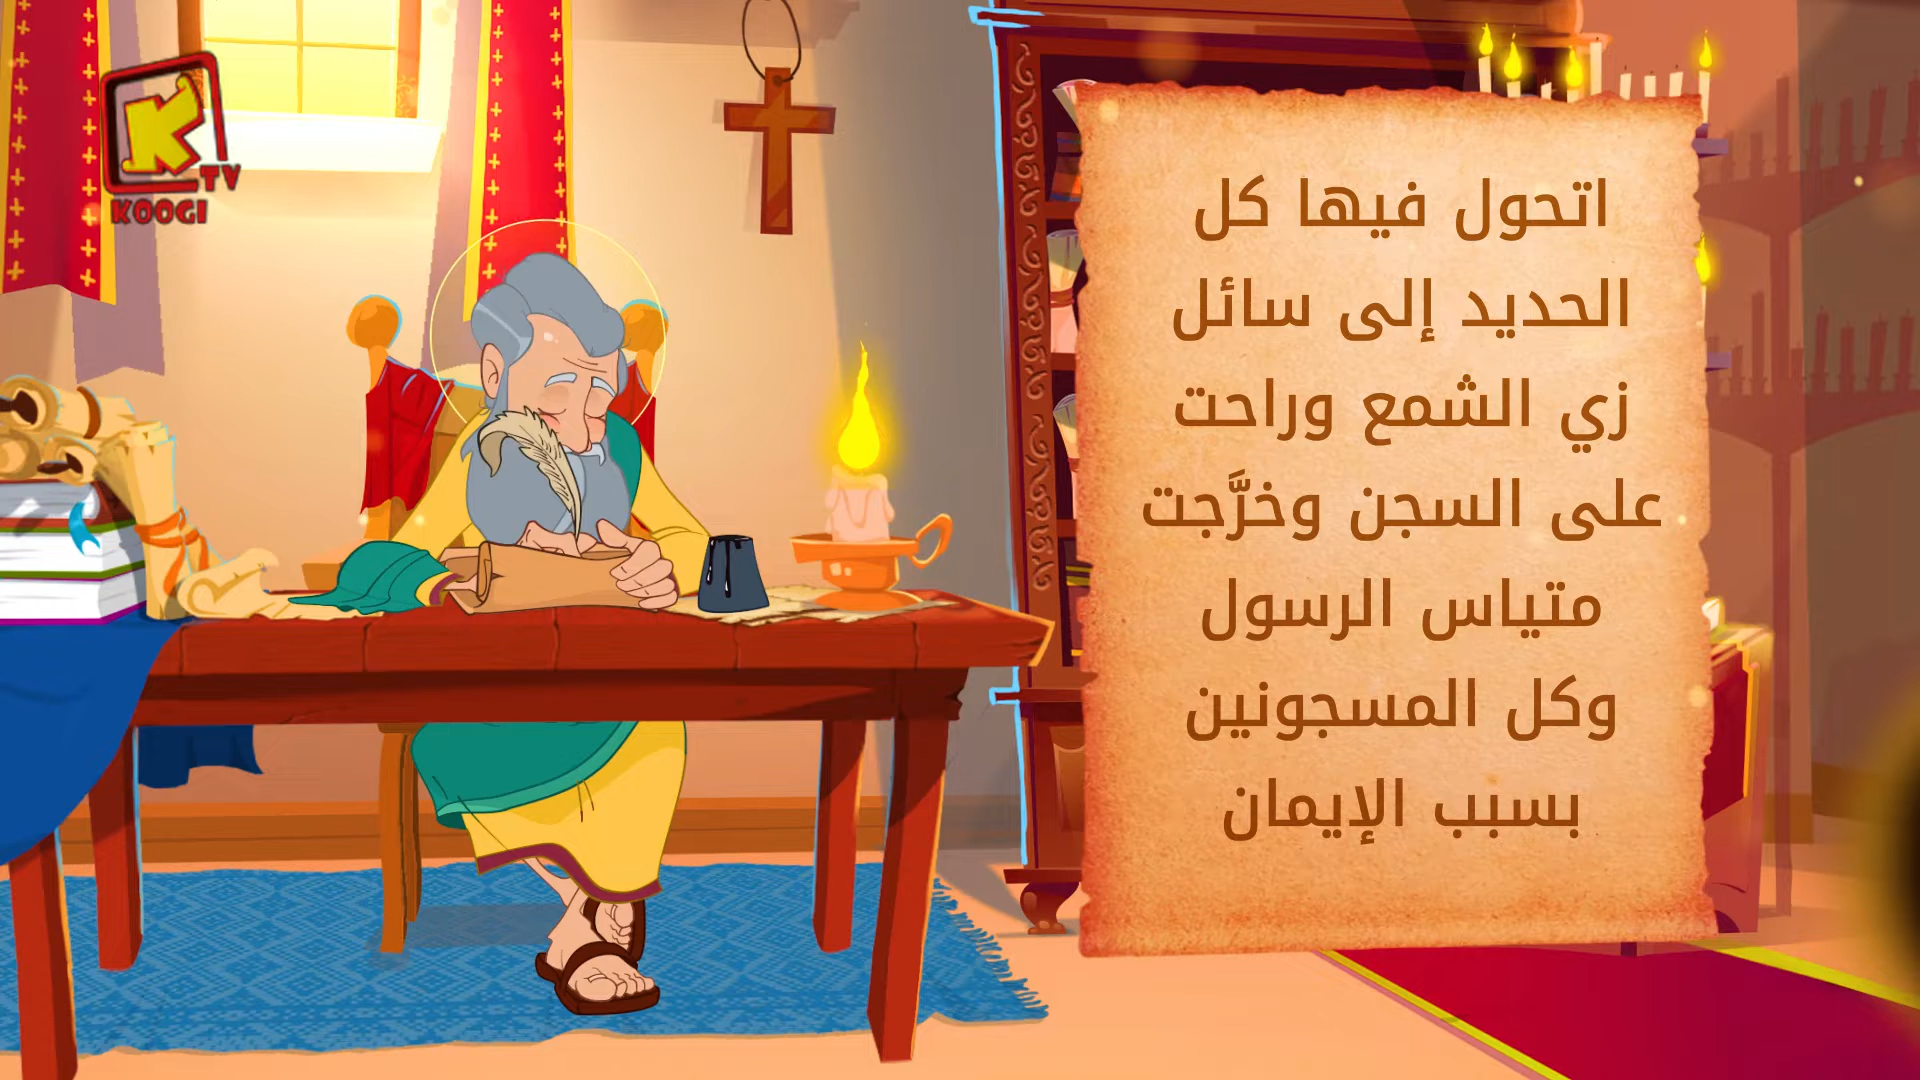 K
TV
KOOGI
اتحول فيها كل
الحديد إلى سائل
زي الشمع وراحت
على السجن وخرَّجت
متياس الرسول
وكل المسجونين
بسبب الإيمان